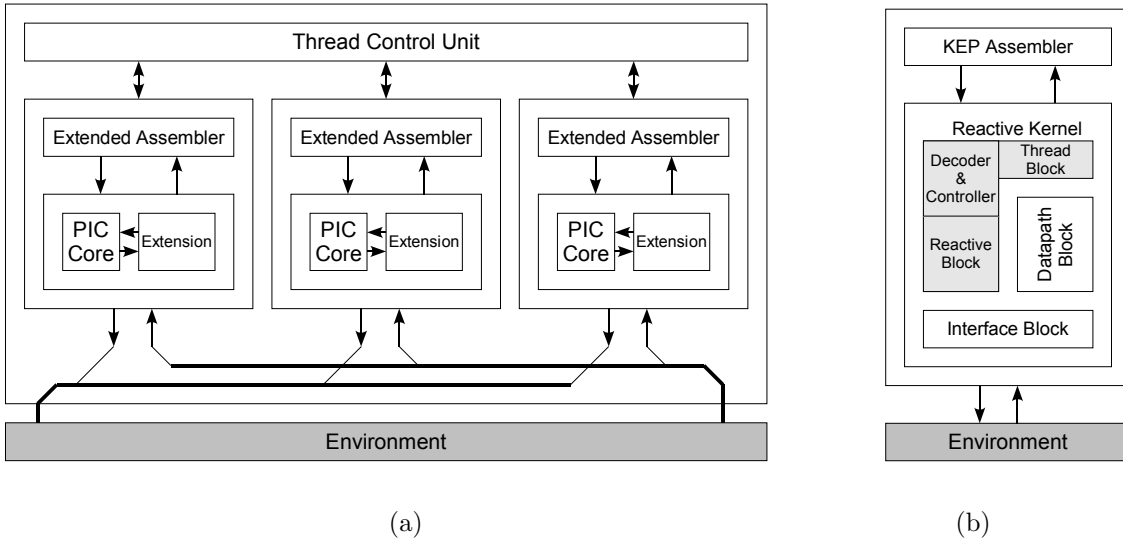 Thread Control Unit
Extended Assembler
PIC
Core
Extension
Extended Assembler
PIC
Core
Extension
Extended Assembler
PIC
Core
Extension
Environment
(a)
KEP Assembler
Reactive Kernel
Decoder
&
Controller
Thread
Block
Reactive
Block
Datapath
Block
Interface Block
Environment
(b)